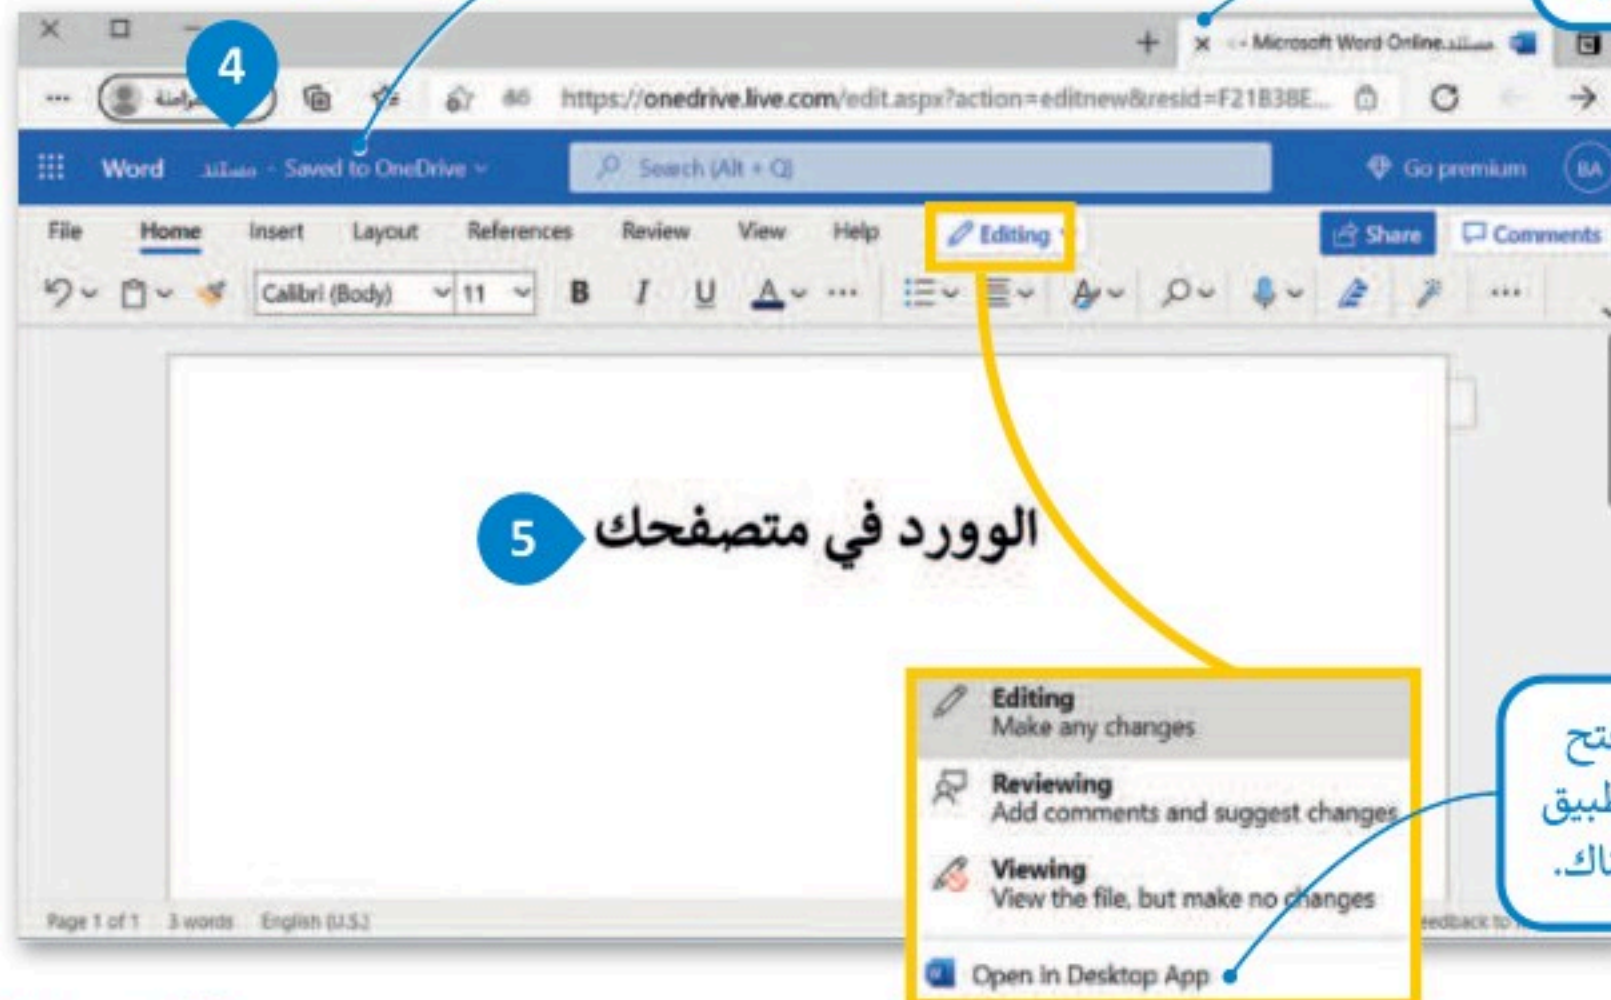 4
مستند - Microsoft Word Online
https://onedrive.live.com/edit.aspx?action=editnew&resid=F21B38E...
Word مستند - Saved to OneDrive
Search (Alt + Q)
Go premium
BA
File Home Insert Layout References Review View Help Editing Share Comments
Calibri (Body) 11 B I U A
5
الوورد في متصفحك
Editing
Make any changes
Reviewing
Add comments and suggest changes
Viewing
View the file, but make no changes
Open in Desktop App
Page 1 of 1 3 words English (U.S.)